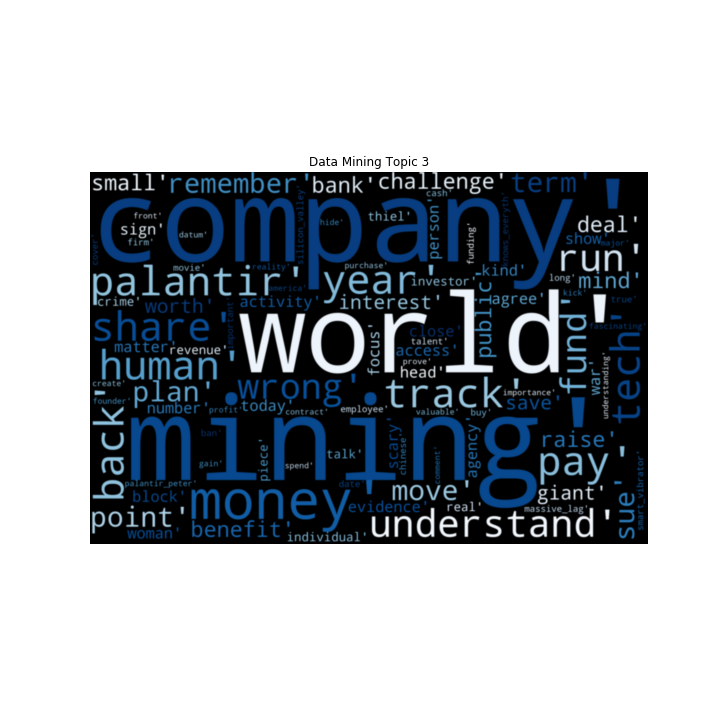 Data Mining Topic 3
small' remember' bank' challenge' term'
company'
cash'
front' hide' thiel' person' deal'
sign' datum' funding' show' major'
cover' firm' silicon_valley' run'
movie' reality' purchase' kind' long' mind'
palantir' year' investor' america' kick'
crime' worth' activity' interest' public' agree' true'
share' important' world' close' fund' fascinating'
matter' revenue' focus' talent' access' tech'
human' prove' head' war' understanding'
create' plan' wrong' track' importance' save'
founder' number' profit' today' contract' employee' valuable' buy'
back' mining' ban' scary' chinese' raise'
gain' piece' talk' comment' agency' pay'
palantir_peter' spend' date'
block' money' move' giant'
point' benefit' evidence' real' massive_lag' sue' smart_vibrator'
woman' individual' understand'